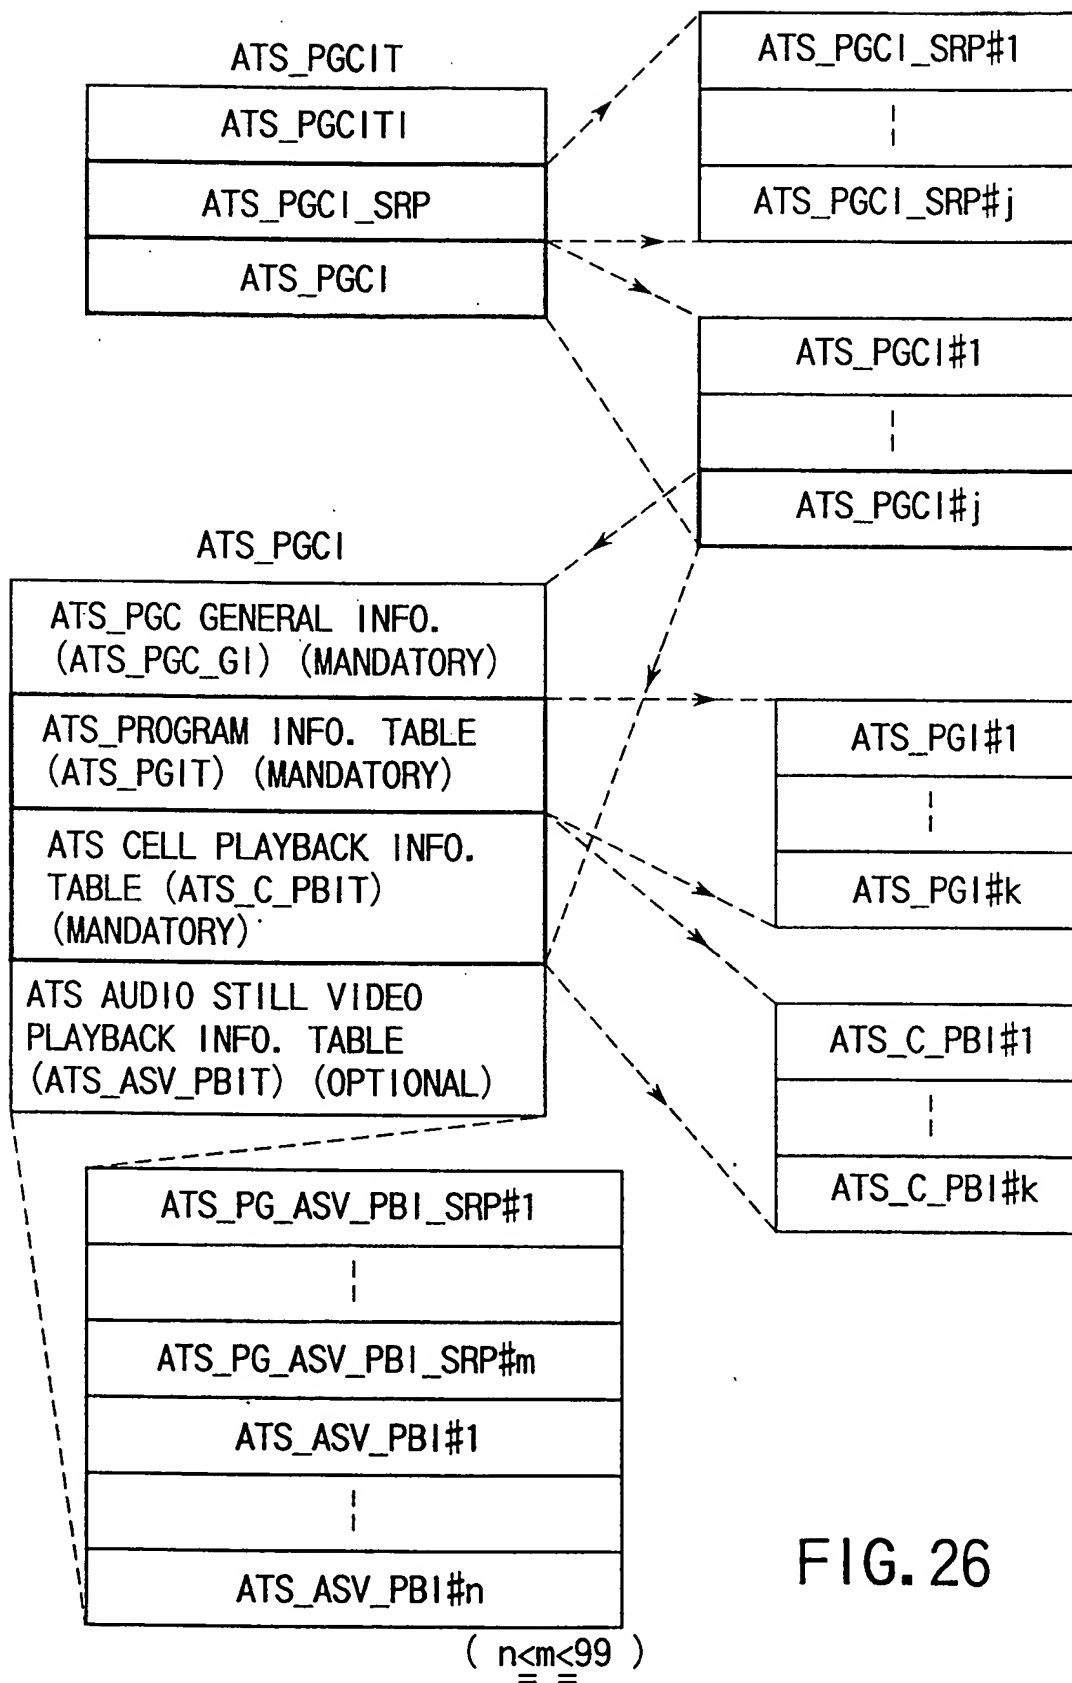 ATS_PGCIT
ATS_PGCITI
ATS_PGCI_SRP
ATS_PGCI
ATS_PGCI_SRP#1
ATS_PGCI_SRP#j
ATS_PGCI#1
ATS_PGCI#j
ATS_PGCI
ATS_PGC GENERAL INFO.
(ATS_PGC_GI) (MANDATORY)
ATS_PROGRAM INFO. TABLE
(ATS_PGIT) (MANDATORY)
ATS CELL PLAYBACK INFO.
TABLE (ATS_C_PBIT)
(MANDATORY)
ATS AUDIO STILL VIDEO
PLAYBACK INFO. TABLE
(ATS_ASV_PBIT) (OPTIONAL)
ATS_PGI#1
ATS_PGI#k
ATS_C_PBI#1
ATS_C_PBI#k
ATS_PG_ASV_PBI_SRP#1
ATS_PG_ASV_PBI_SRP#m
ATS_ASV_PBI#1
ATS_ASV_PBI#n
( n≦m≦99 )
FIG. 26